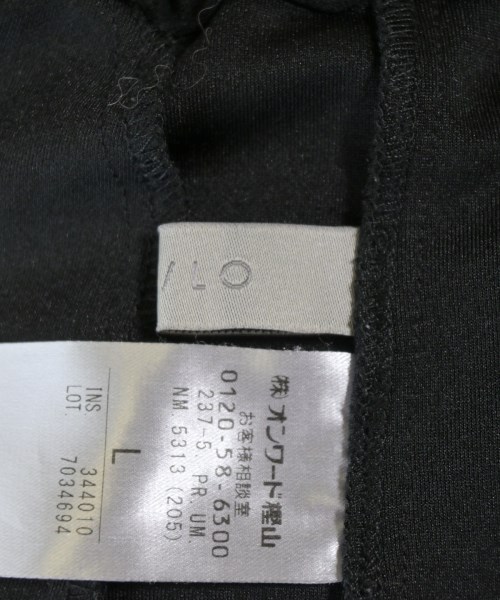 ㈱オンワード樫山
お客様相談室
0120-58-6300
237-5 PR.UM.
NM 5313 (205)
L
INS 344010
LOT. 7034694